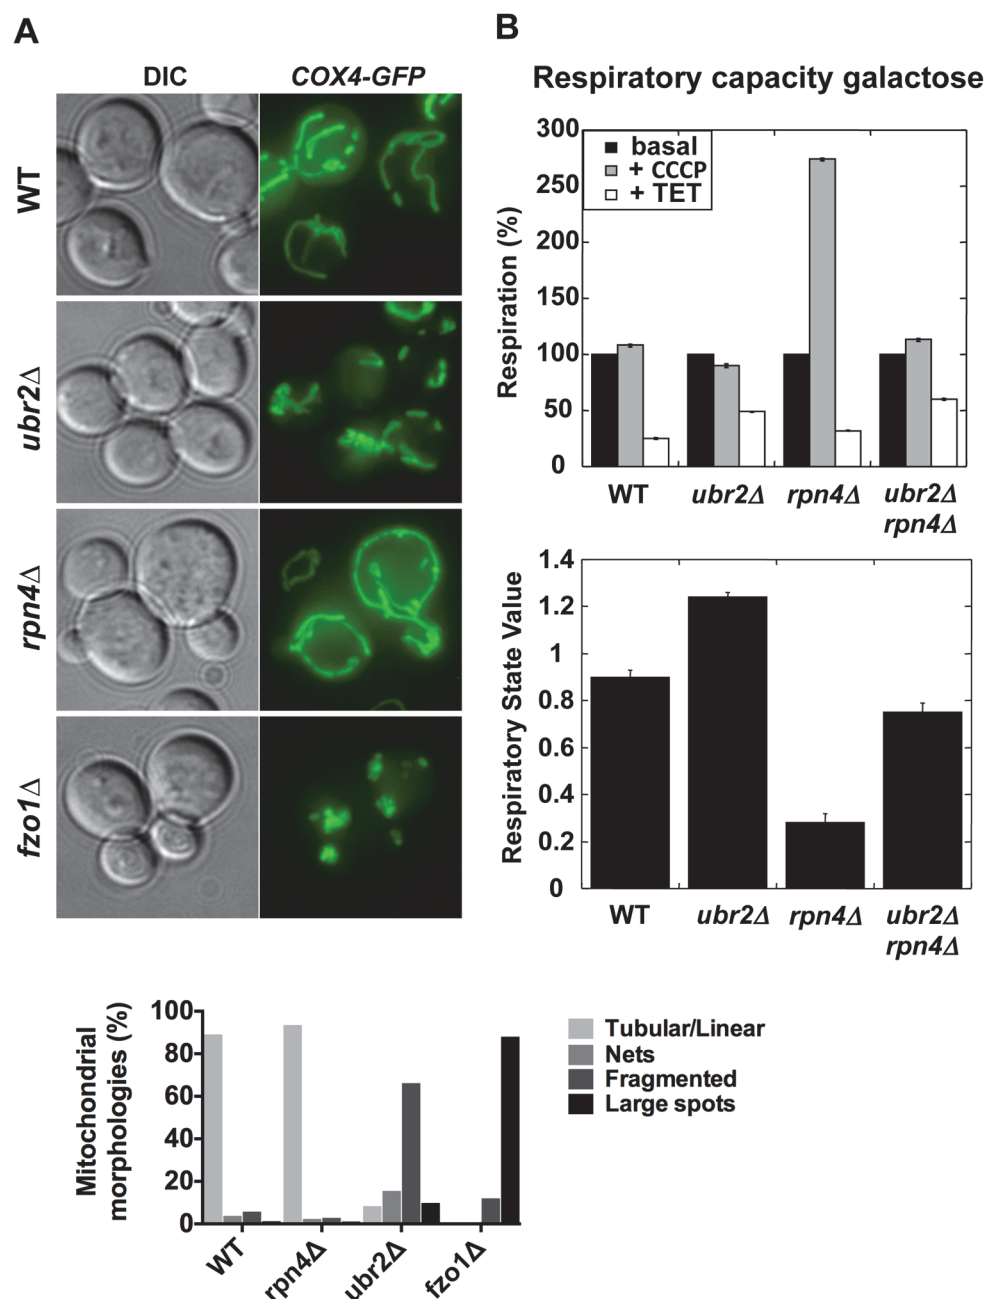 A
DIC
COX4-GFP
WT
ubr2Δ
rpn4Δ
fzo1Δ
Mitochondrial
morphologies (%)
100
80
60
40
20
0
WT
rpn4Δ
ubr2Δ
fzo1Δ
Tubular/Linear
Nets
Fragmented
Large spots
B
Respiratory capacity galactose
Respiration (%)
300
250
200
150
100
50
0
basal
+ CCCP
+ TET
WT
ubr2Δ
rpn4Δ
ubr2Δ
rpn4Δ
Respiratory State Value
1.4
1.2
1
0.8
0.6
0.4
0.2
0
WT
ubr2Δ
rpn4Δ
ubr2Δ
rpn4Δ